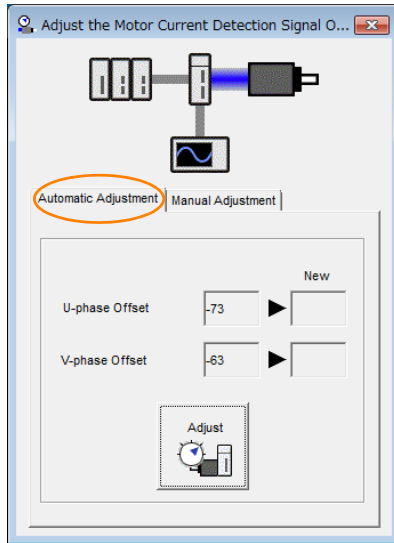 Adjust the Motor Current Detection Signal O...
Automatic Adjustment
Manual Adjustment
New
U-phase Offset
-73
V-phase Offset
-63
Adjust